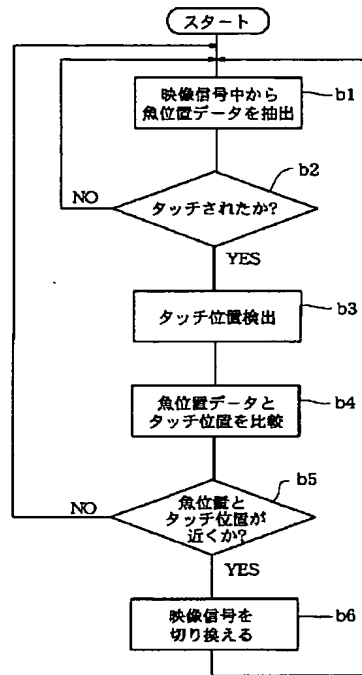 スタート
映像信号中から
魚位置データを抽出
b1
b2
タッチされたか?
NO
YES
タッチ位置検出
b3
魚位置データと
タッチ位置を比較
b4
b5
魚位置と
タッチ位置が
近くか?
NO
YES
映像信号を
切り換える
b6